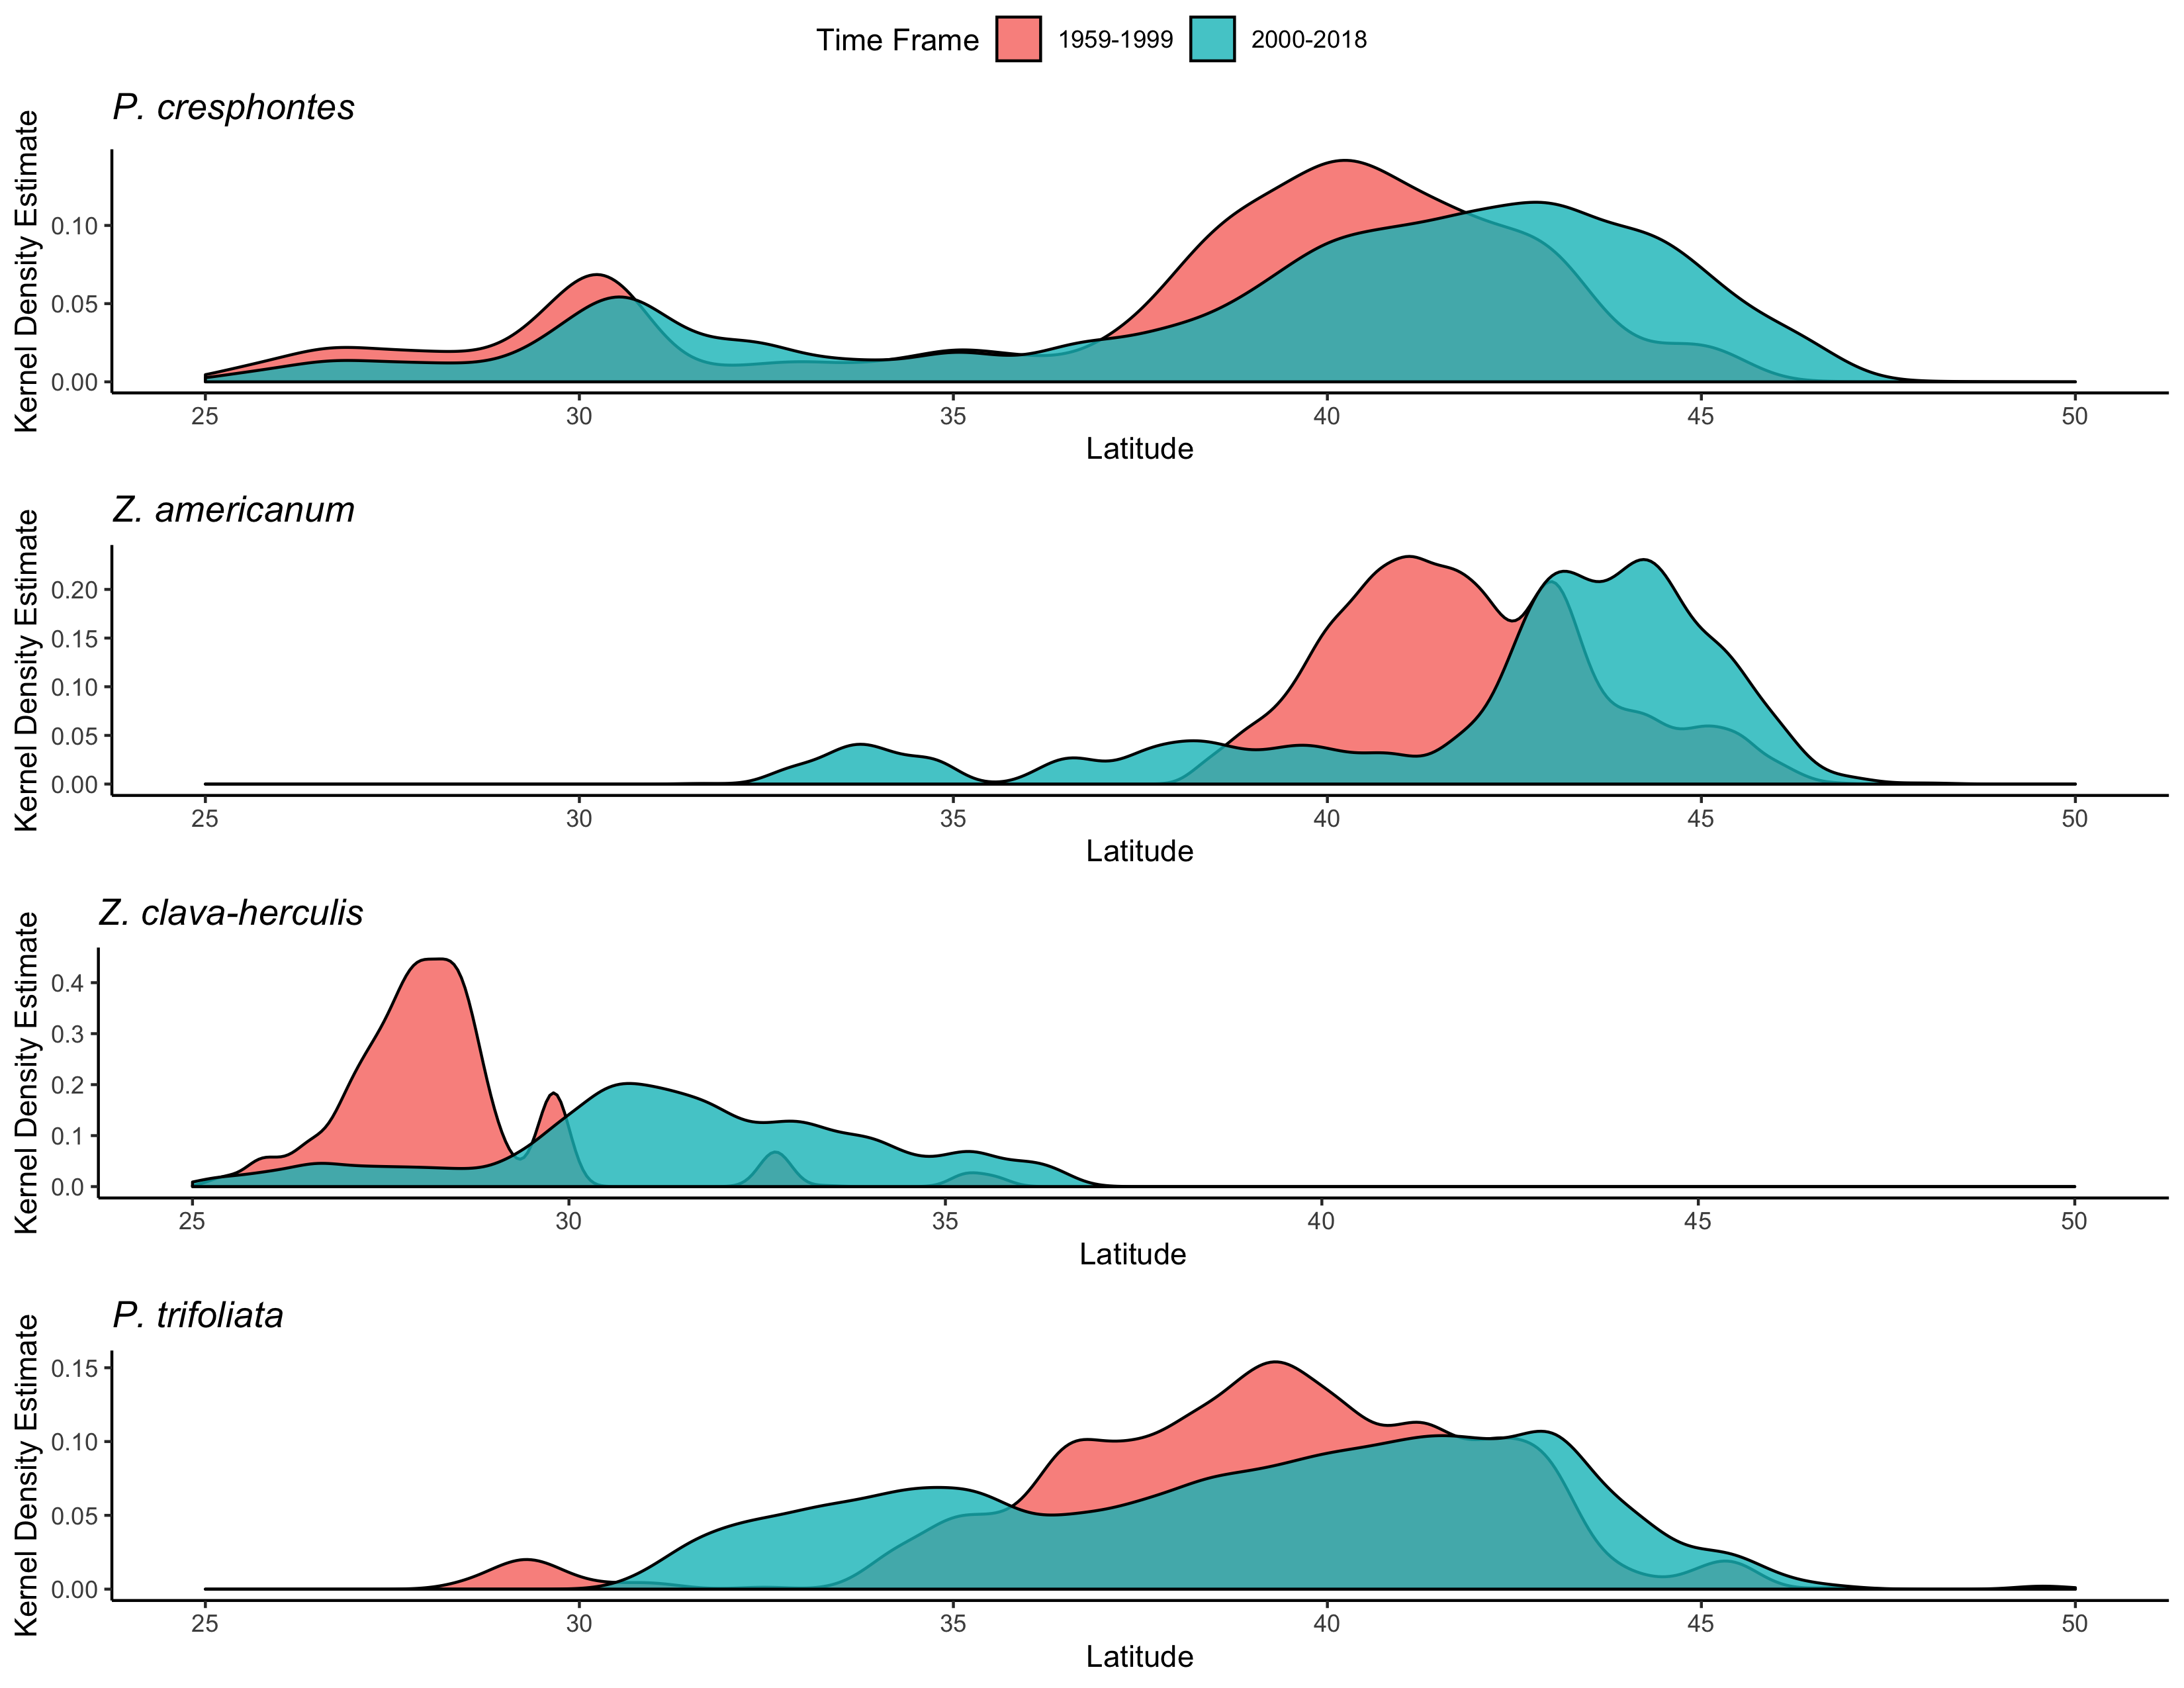 Time Frame 1959-1999 2000-2018
P. cresphontes
Kernel Density Estimate
0.10
0.05
0.00
25 30 35 40 45 50
Latitude
Z. americanum
Kernel Density Estimate
0.20
0.15
0.10
0.05
0.00
25 30 35 40 45 50
Latitude
Z. clava-herculis
Kernel Density Estimate
0.4
0.3
0.2
0.1
0.0
25 30 35 40 45 50
Latitude
P. trifoliata
Kernel Density Estimate
0.15
0.10
0.05
0.00
25 30 35 40 45 50
Latitude